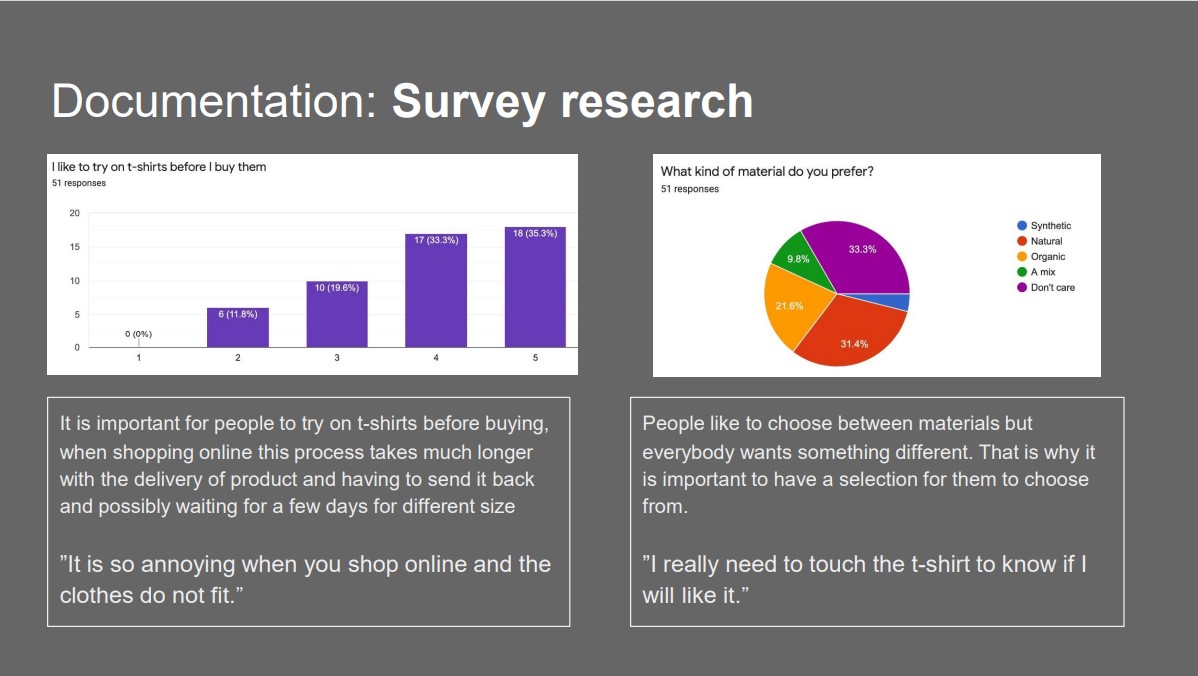 Documentation: Survey research
I like to try on t-shirts before I buy them
51 responses
20
15
10
5
0
0 (0%)
6 (11.8%)
10 (19.6%)
17 (33.3%)
18 (35.3%)
1
2
3
4
5
What kind of material do you prefer?
51 responses
33.3%
9.8%
21.6%
31.4%
Synthetic
Natural
Organic
A mix
Don't care
It is important for people to try on t-shirts before buying,
when shopping online this process takes much longer
with the delivery of product and having to send it back
and possibly waiting for a few days for different size
”It is so annoying when you shop online and the
clothes do not fit.”
People like to choose between materials but
everybody wants something different. That is why it
is important to have a selection for them to choose
from.
”I really need to touch the t-shirt to know if I
will like it.”